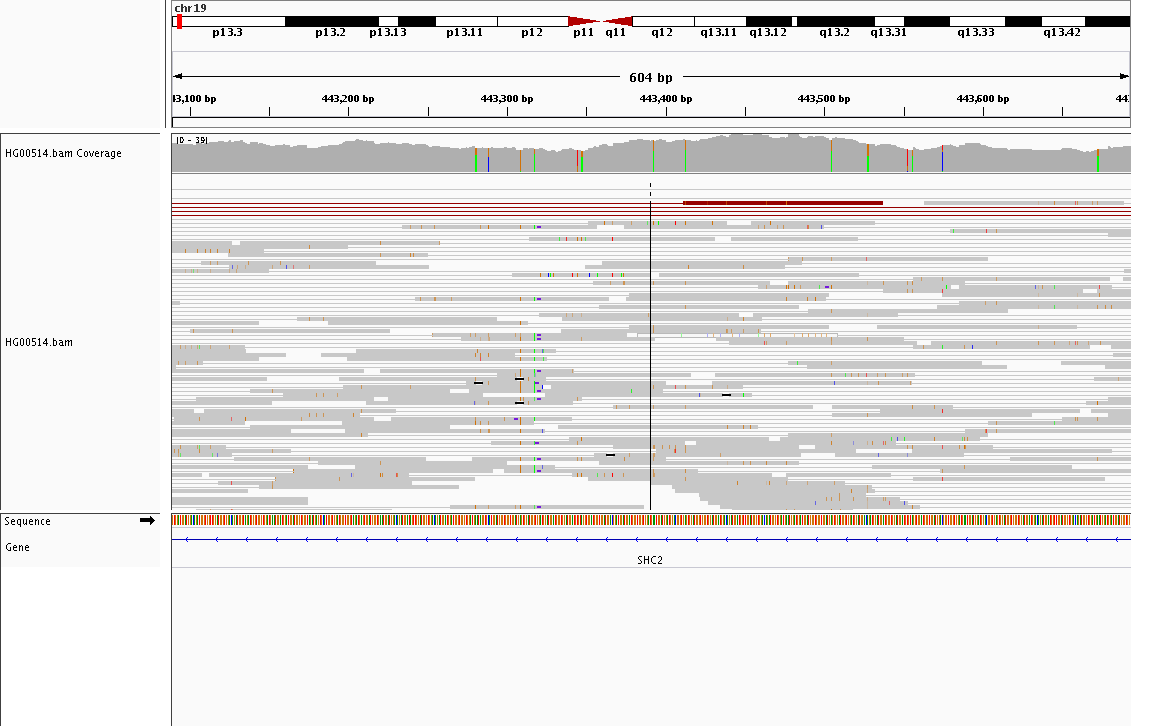 chr19
p13.3 p13.2 p13.13 p13.11 p12 p11 q11 q12 q13.11 q13.12 q13.2 q13.31 q13.33 q13.42
604 bp
3,100 bp 443,200 bp 443,300 bp 443,400 bp 443,500 bp 443,600 bp 443
HG00514.bam Coverage
[0 - 39]
HG00514.bam
Sequence
Gene
SHC2